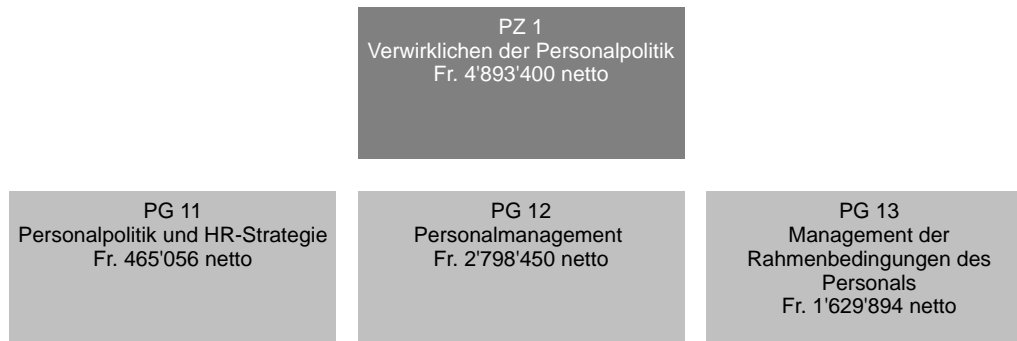 PZ 1
Verwirklichen der Personalpolitik
Fr. 4'893'400 netto
PG 11
Personalpolitik und HR-Strategie
Fr. 465'056 netto
PG 12
Personalmanagement
Fr. 2'798'450 netto
PG 13
Management der
Rahmenbedingungen des
Personals
Fr. 1'629'894 netto